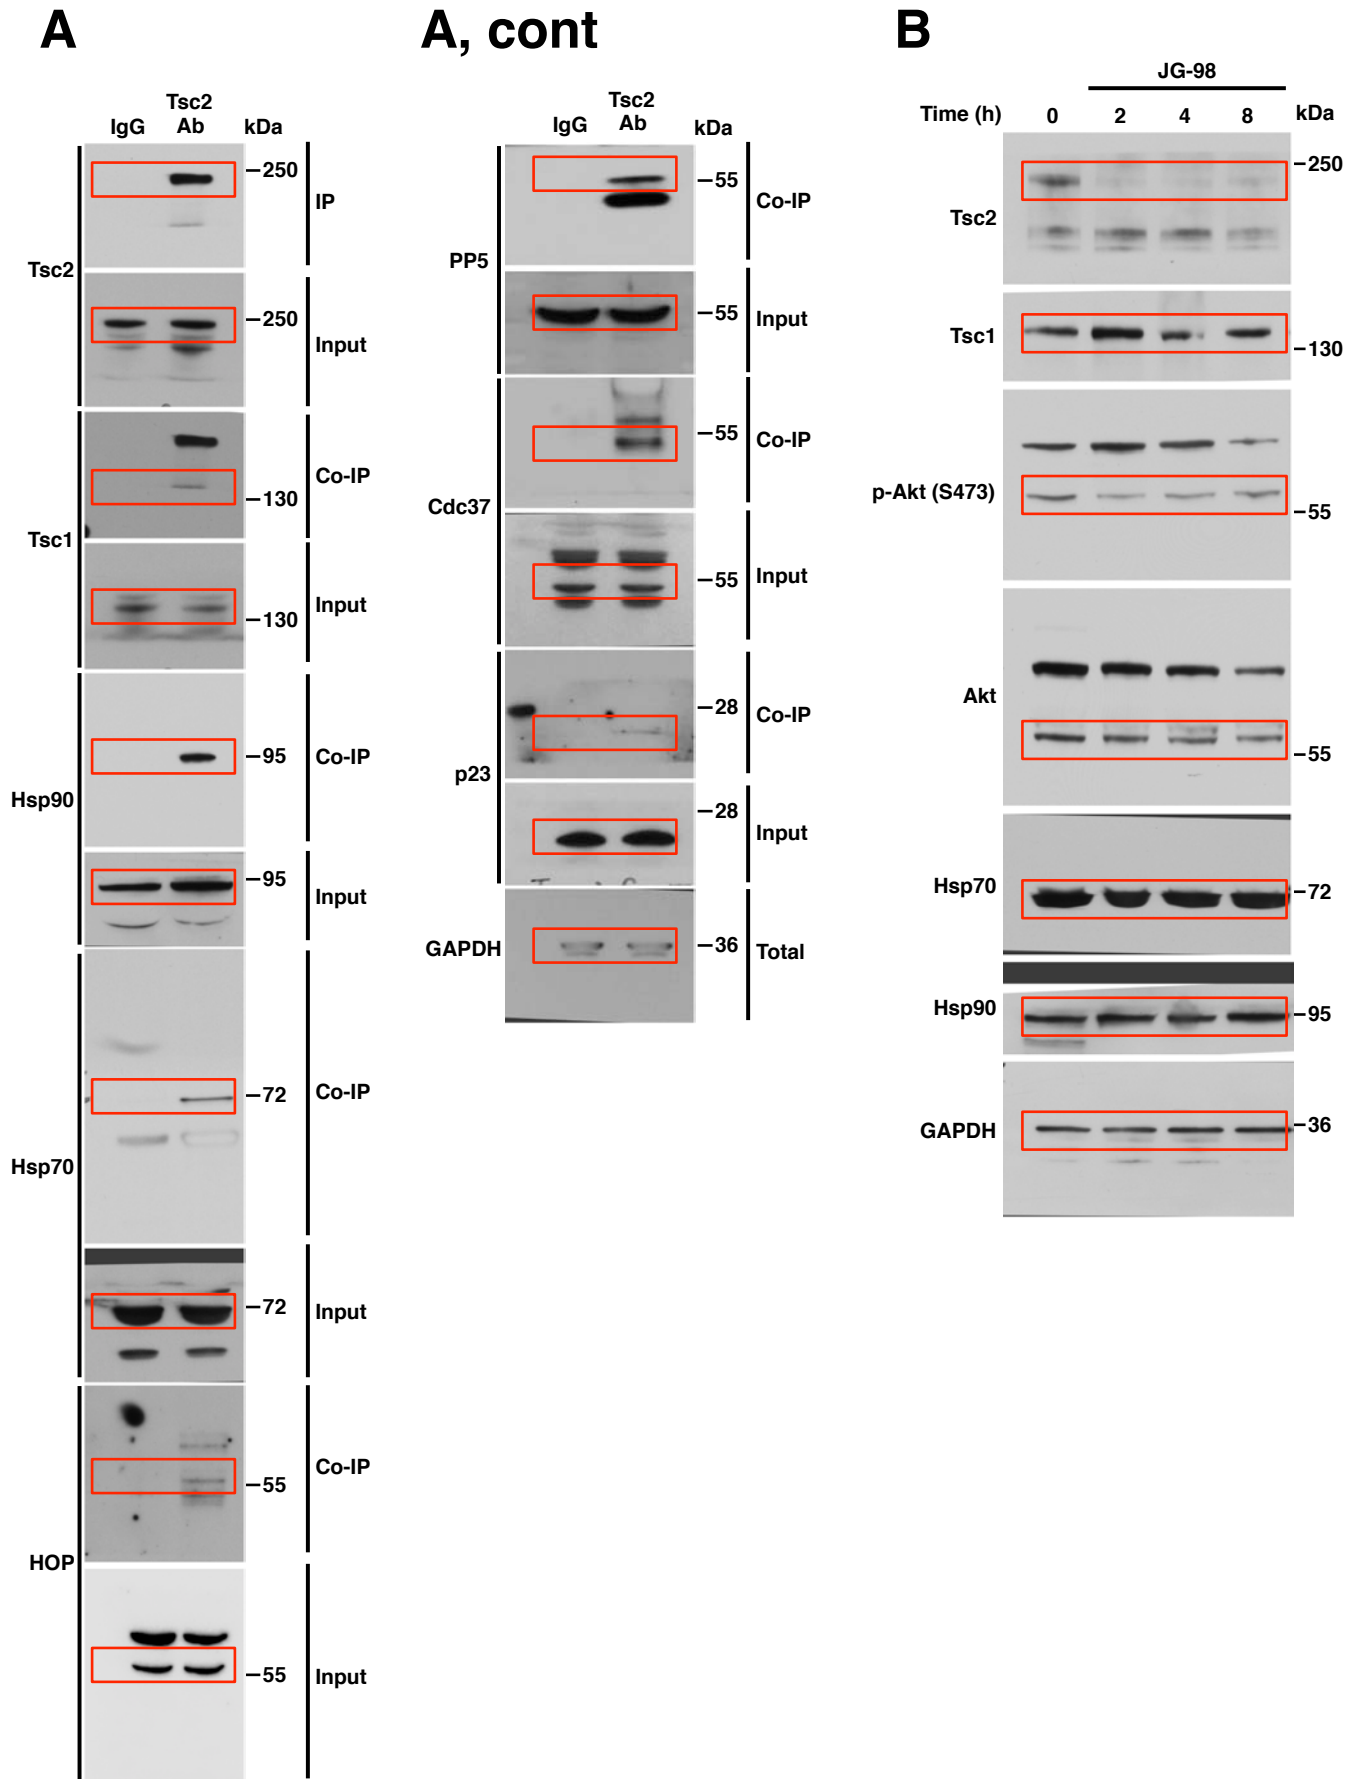 A
IgG
Tsc2
Ab
kDa
Tsc2
250
IP
250
Input
Tsc1
Co-IP
130
Input
130
Hsp90
95
Co-IP
95
Input
Hsp70
72
Co-IP
72
Input
HOP
Co-IP
55
55
Input
A, cont
IgG
Tsc2
Ab
kDa
PP5
55
Co-IP
55
Input
Cdc37
55
Co-IP
55
Input
p23
28
Co-IP
28
Input
GAPDH
36
Total
B
JG-98
Time (h) 0 2 4 8 kDa
250
Tsc2
Tsc1
130
p-Akt (S473)
55
Akt
55
Hsp70
72
Hsp90
95
GAPDH
36